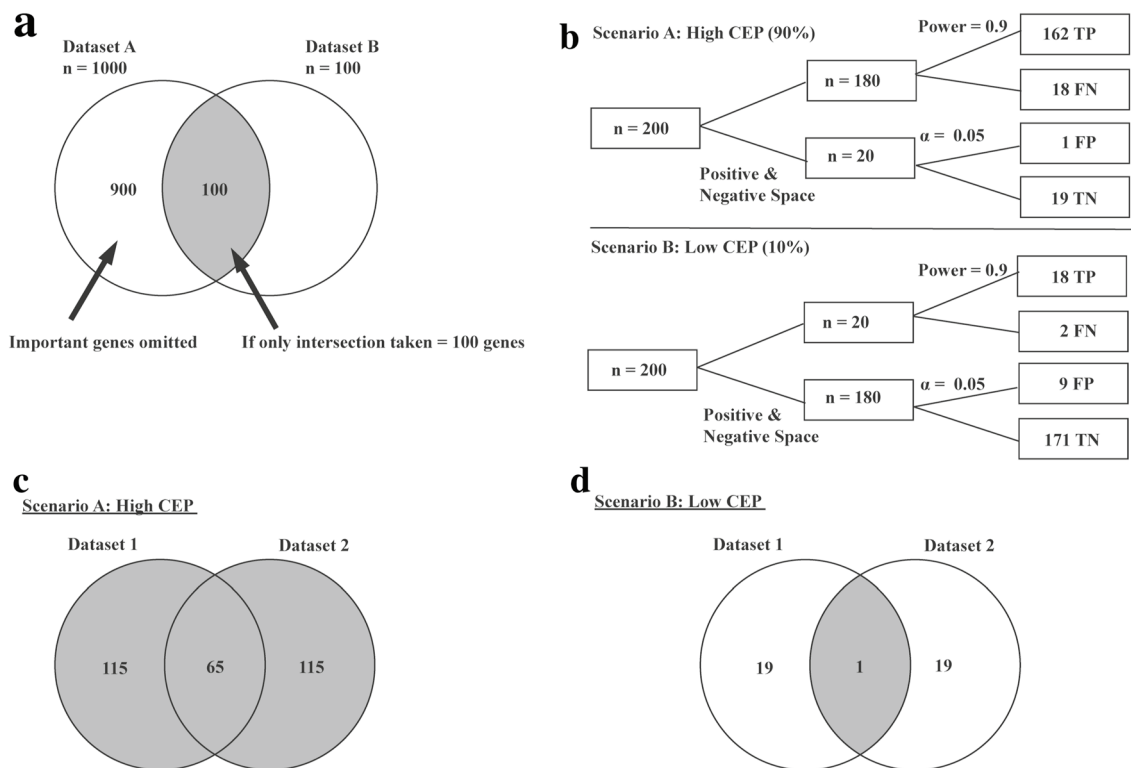 a
Dataset A
n = 1000
Dataset B
n = 100
900
100
Important genes omitted
If only intersection taken = 100 genes
b
Scenario A: High CEP (90%)
n = 200
n = 180
n = 20
Positive &
Negative Space
Power = 0.9
α = 0.05
162 TP
18 FN
1 FP
19 TN
Scenario B: Low CEP (10%)
n = 200
n = 20
n = 180
Positive &
Negative Space
Power = 0.9
α = 0.05
18 TP
2 FN
9 FP
171 TN
c
Scenario A: High CEP
Dataset 1
Dataset 2
115
65
115
d
Scenario B: Low CEP
Dataset 1
Dataset 2
19
1
19